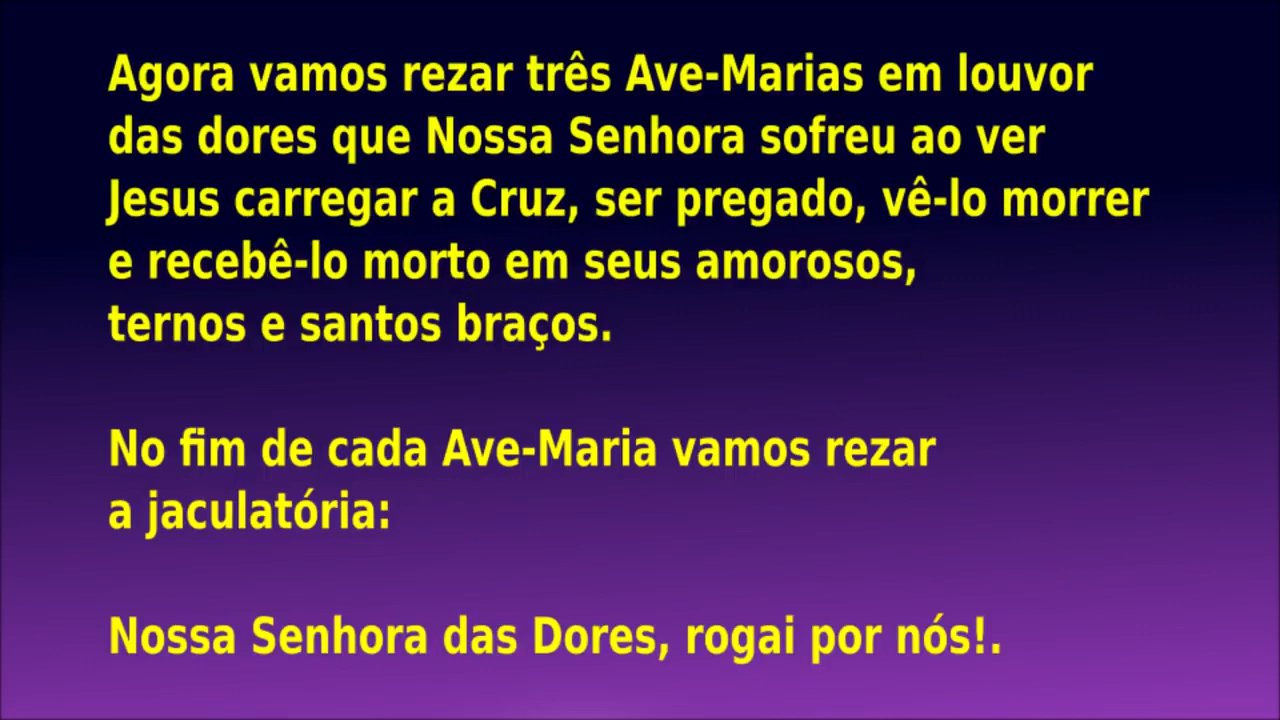 Agora vamos rezar três Ave-Marias em louvor
das dores que Nossa Senhora sofreu ao ver
Jesus carregar a Cruz, ser pregado, vê-lo morrer
e recebê-lo morto em seus amorosos,
ternos e santos braços.
No fim de cada Ave-Maria vamos rezar
a jaculatória:
Nossa Senhora das Dores, rogai por nós!.